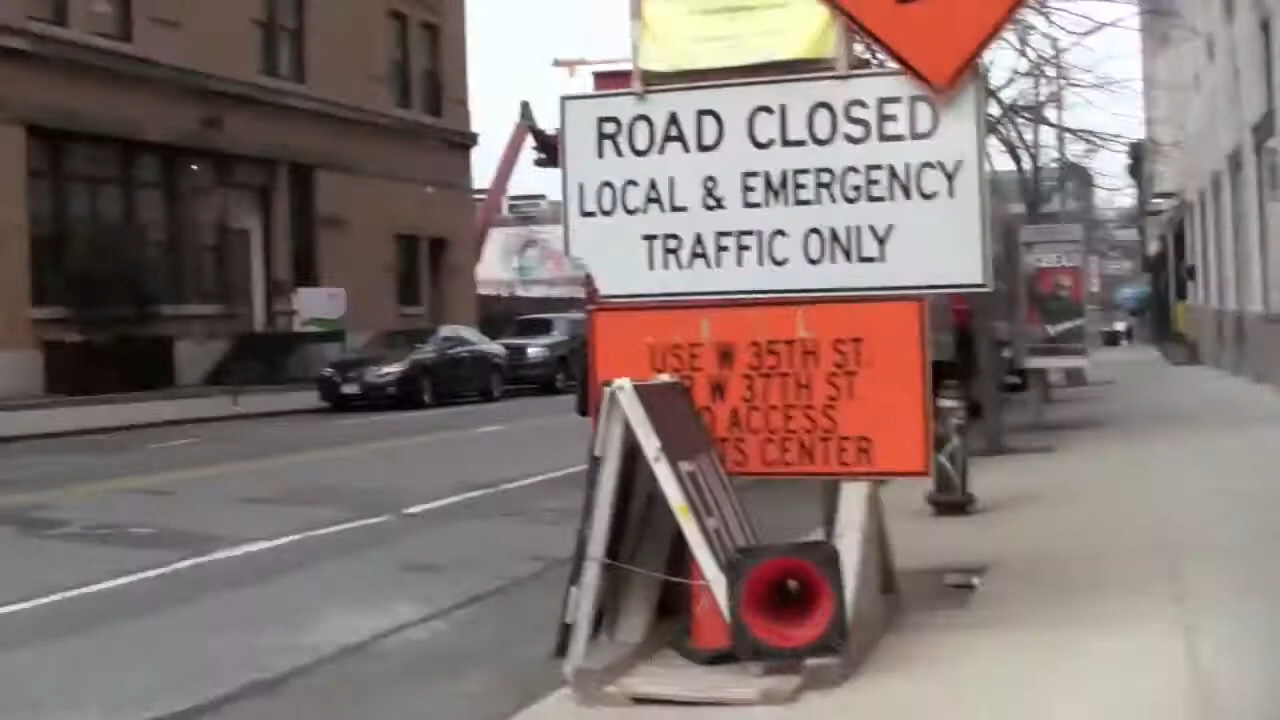 ROAD CLOSED
LOCAL & EMERGENCY
TRAFFIC ONLY
USE W 35TH ST
W 37TH ST
ACCESS
CENTER